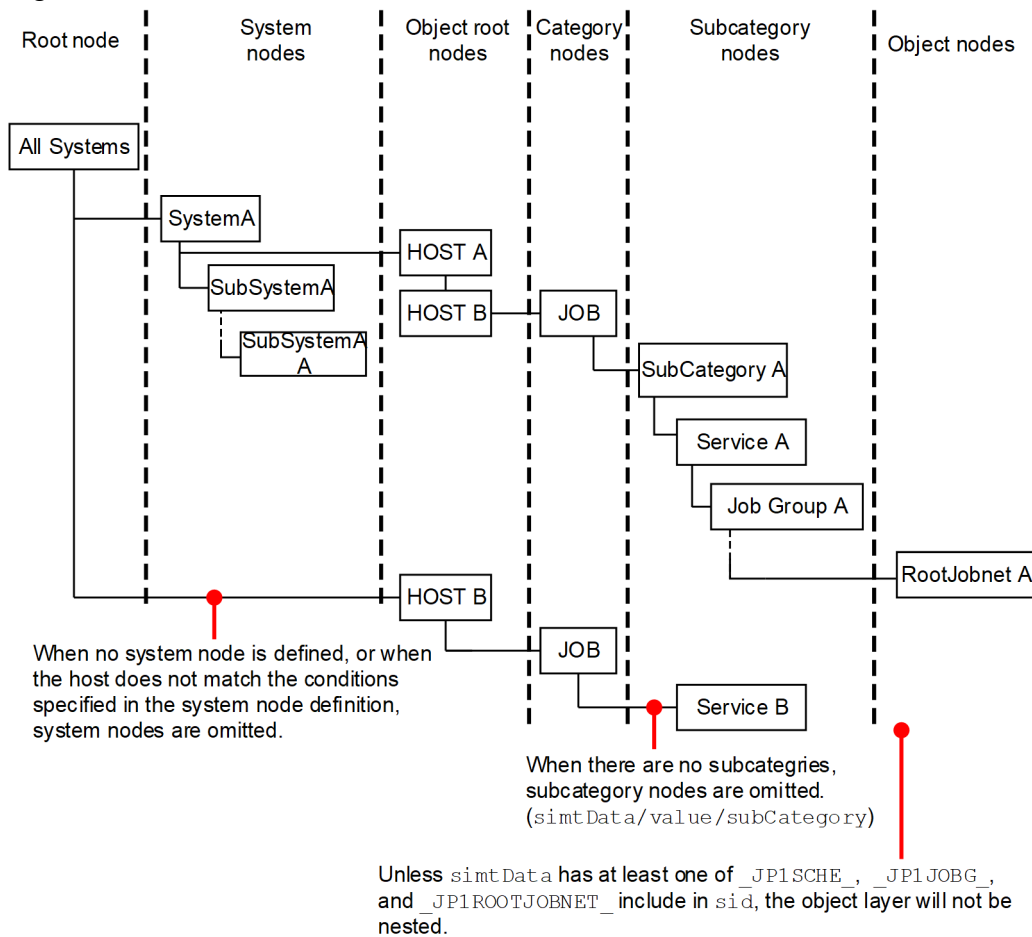 Root node
System
nodes
Object root
nodes
Category
nodes
Subcategory
nodes
Object nodes
All Systems
SystemA
HOST A
SubSystemA
HOST B
JOB
SubSystemA
A
SubCategory A
Service A
Job Group A
RootJobnet A
HOST B
When no system node is defined, or when
the host does not match the conditions
specified in the system node definition,
system nodes are omitted.
JOB
Service B
When there are no subcategries,
subcategory nodes are omitted.
(simtData/value/subCategory)
Unless simtData has at least one of _JP1SCHE_, _JP1JOBG_,
and _JP1ROOTJOBNET_ include in sid, the object layer will not be
nested.